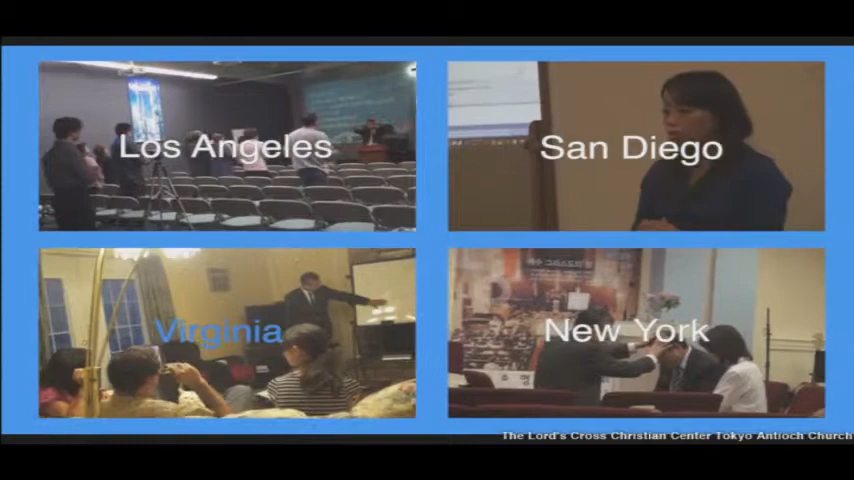 Los Angeles
San Diego
Virginia
New York
The Lord's Cross Christian Center Tokyo Antioch Church